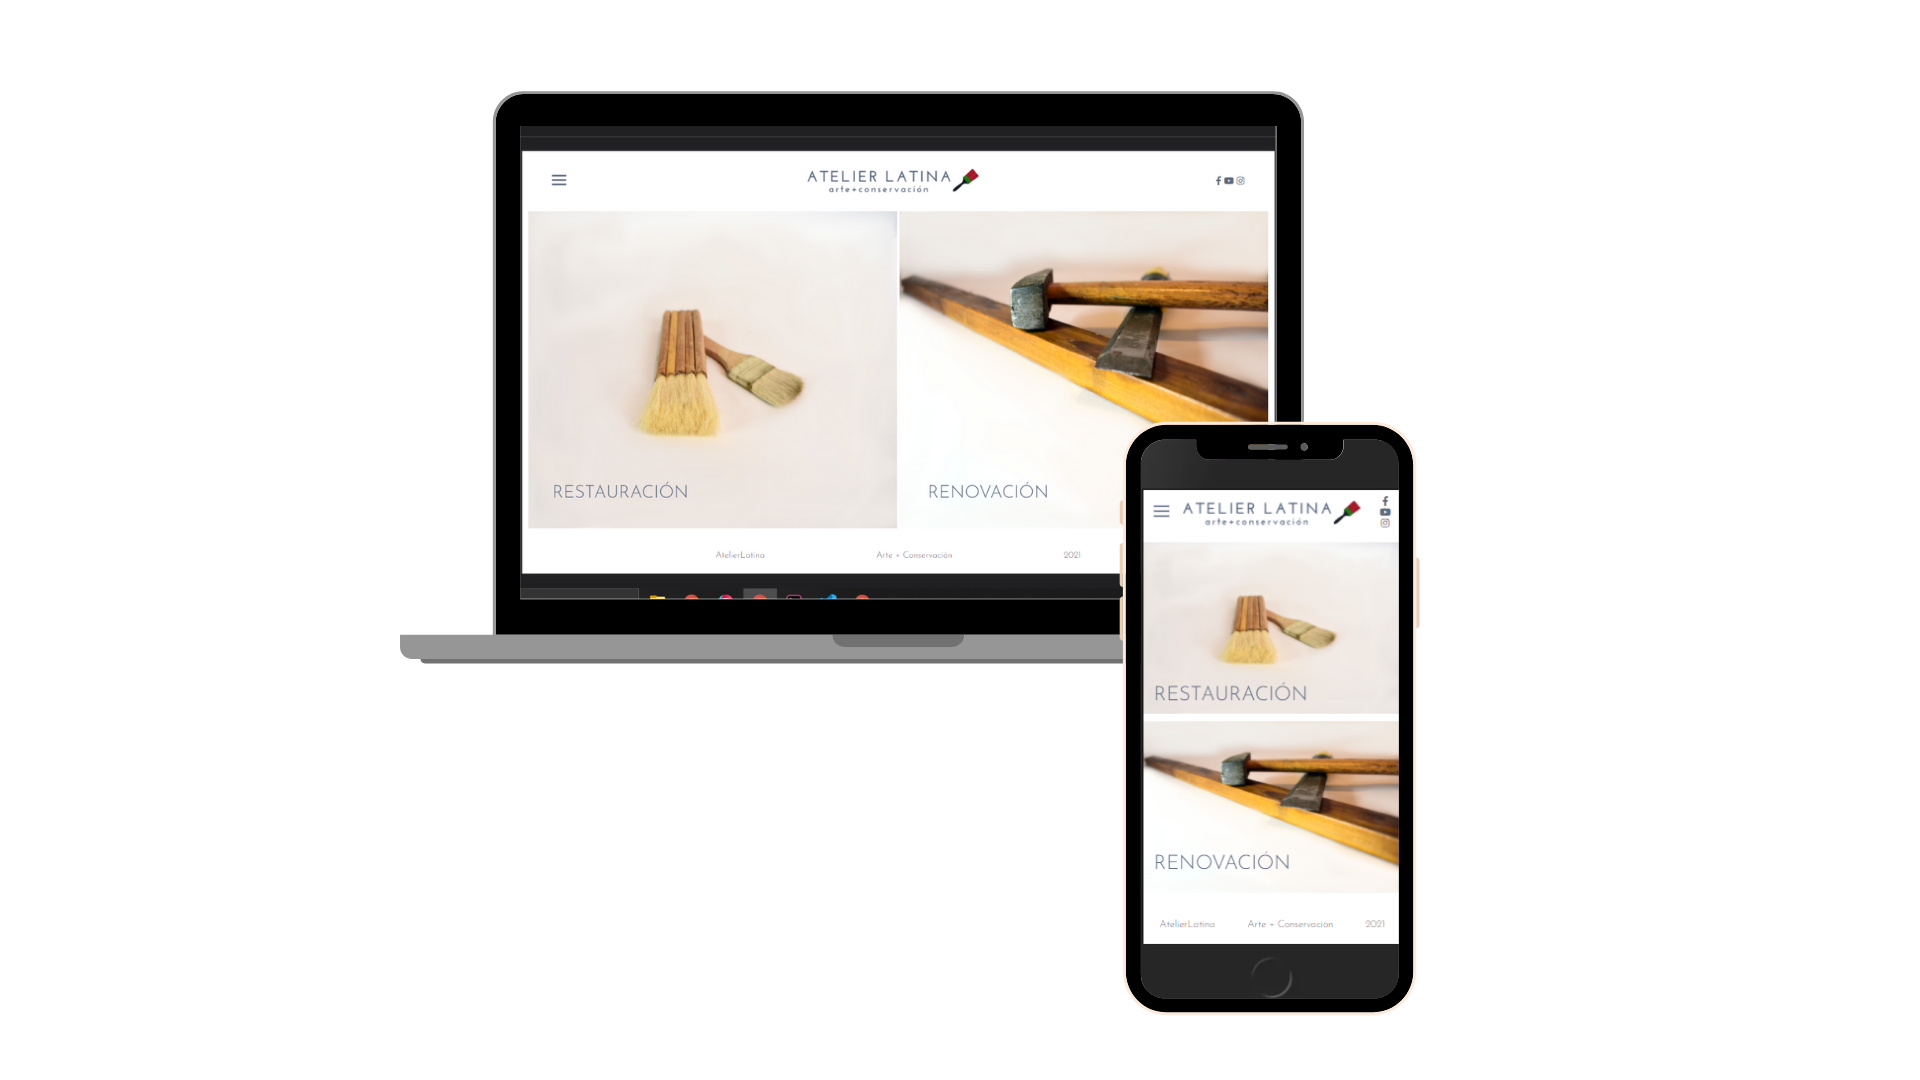 ATELIER LATINA
arte+conservación
RESTAURACIÓN
RENOVACIÓN
AtelierLatina
Arte + Conservación
2021
ATELIER LATINA
arte+conservación
RESTAURACIÓN
RENOVACIÓN
AtelierLatina
Arte + Conservación
2021